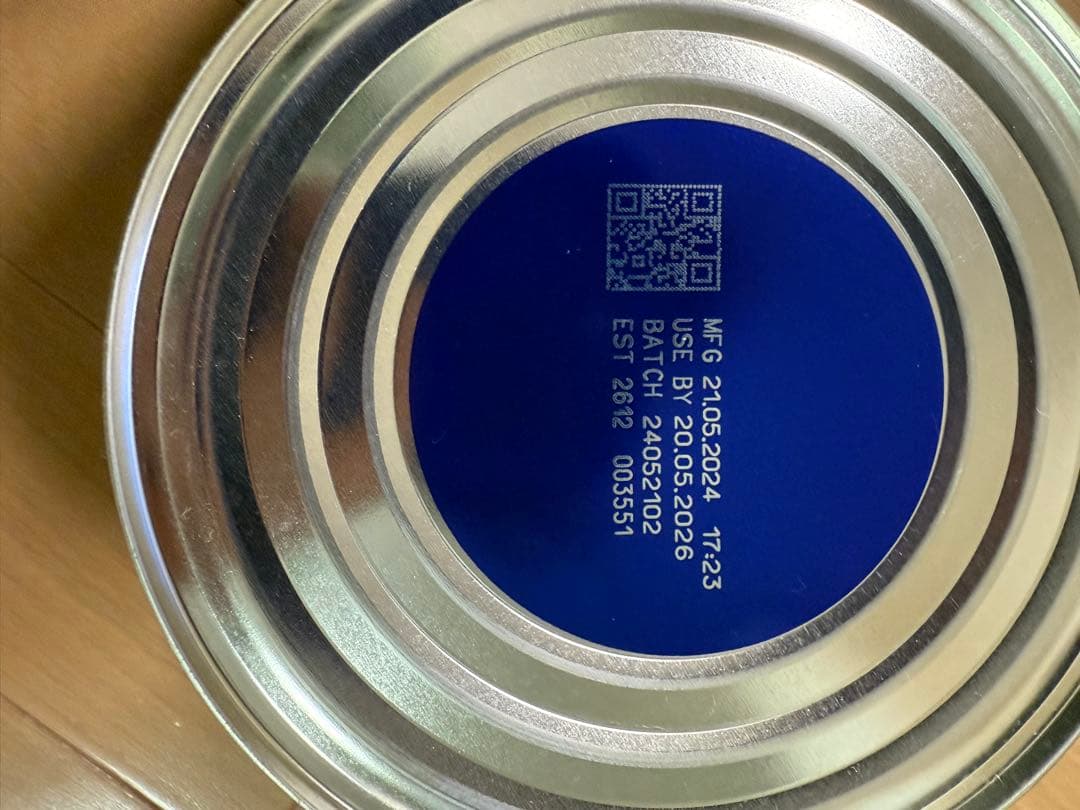 MFG 21.05.2024 17:23
USE BY 20.05.2026
BATCH 24052102
EST 2612 003551